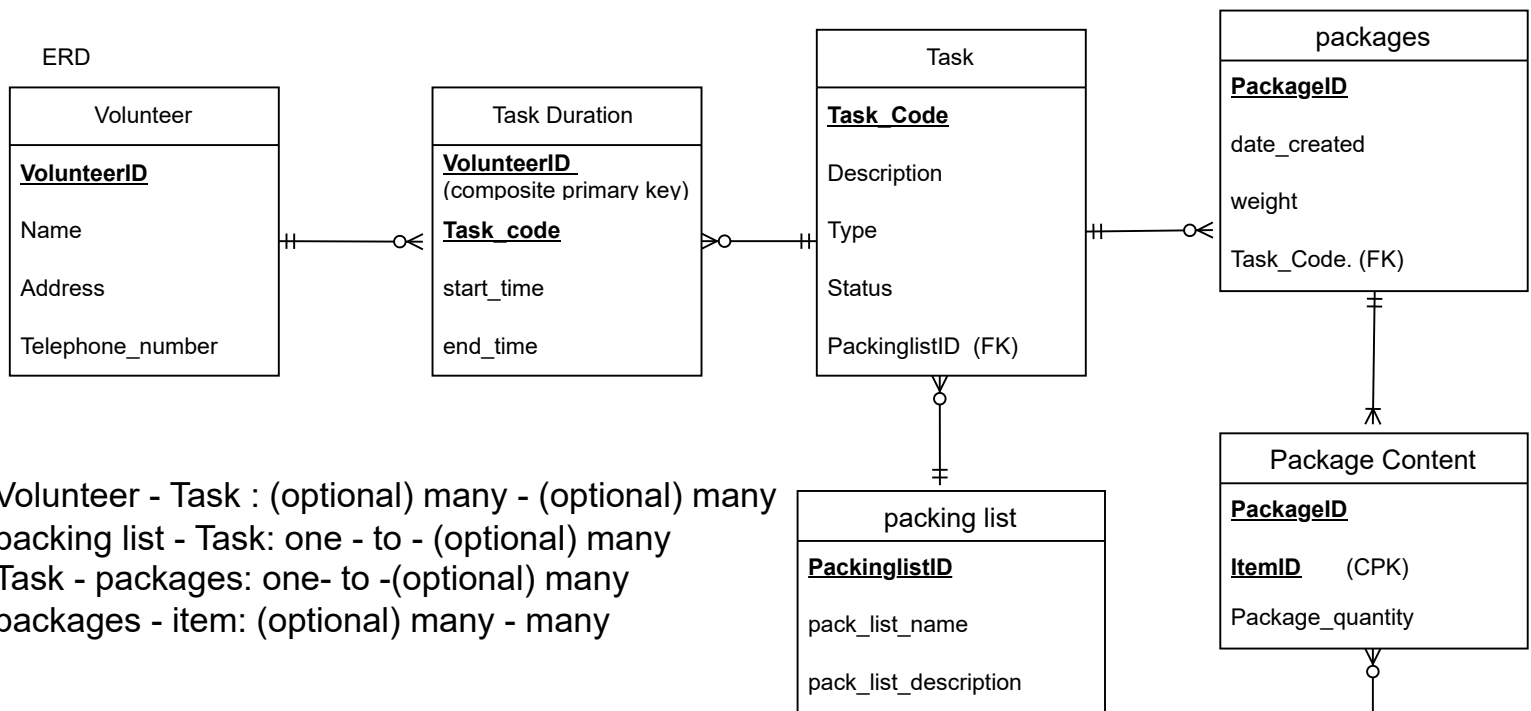 ERD
Volunteer
VolunteerID
Name
Address
Telephone_number
Task Duration
VolunteerID
(composite primary key)
Task_code
start_time
end_time
Task
Task_Code
Description
Type
Status
PackinglistID (FK)
packages
PackageID
date_created
weight
Task_Code. (FK)
Package Content
PackageID
ItemID (CPK)
Package_quantity
packing list
PackinglistID
pack_list_name
pack_list_description
Volunteer - Task : (optional) many - (optional) many
packing list - Task: one - to - (optional) many
Task - packages: one- to -(optional) many
packages - item: (optional) many - many